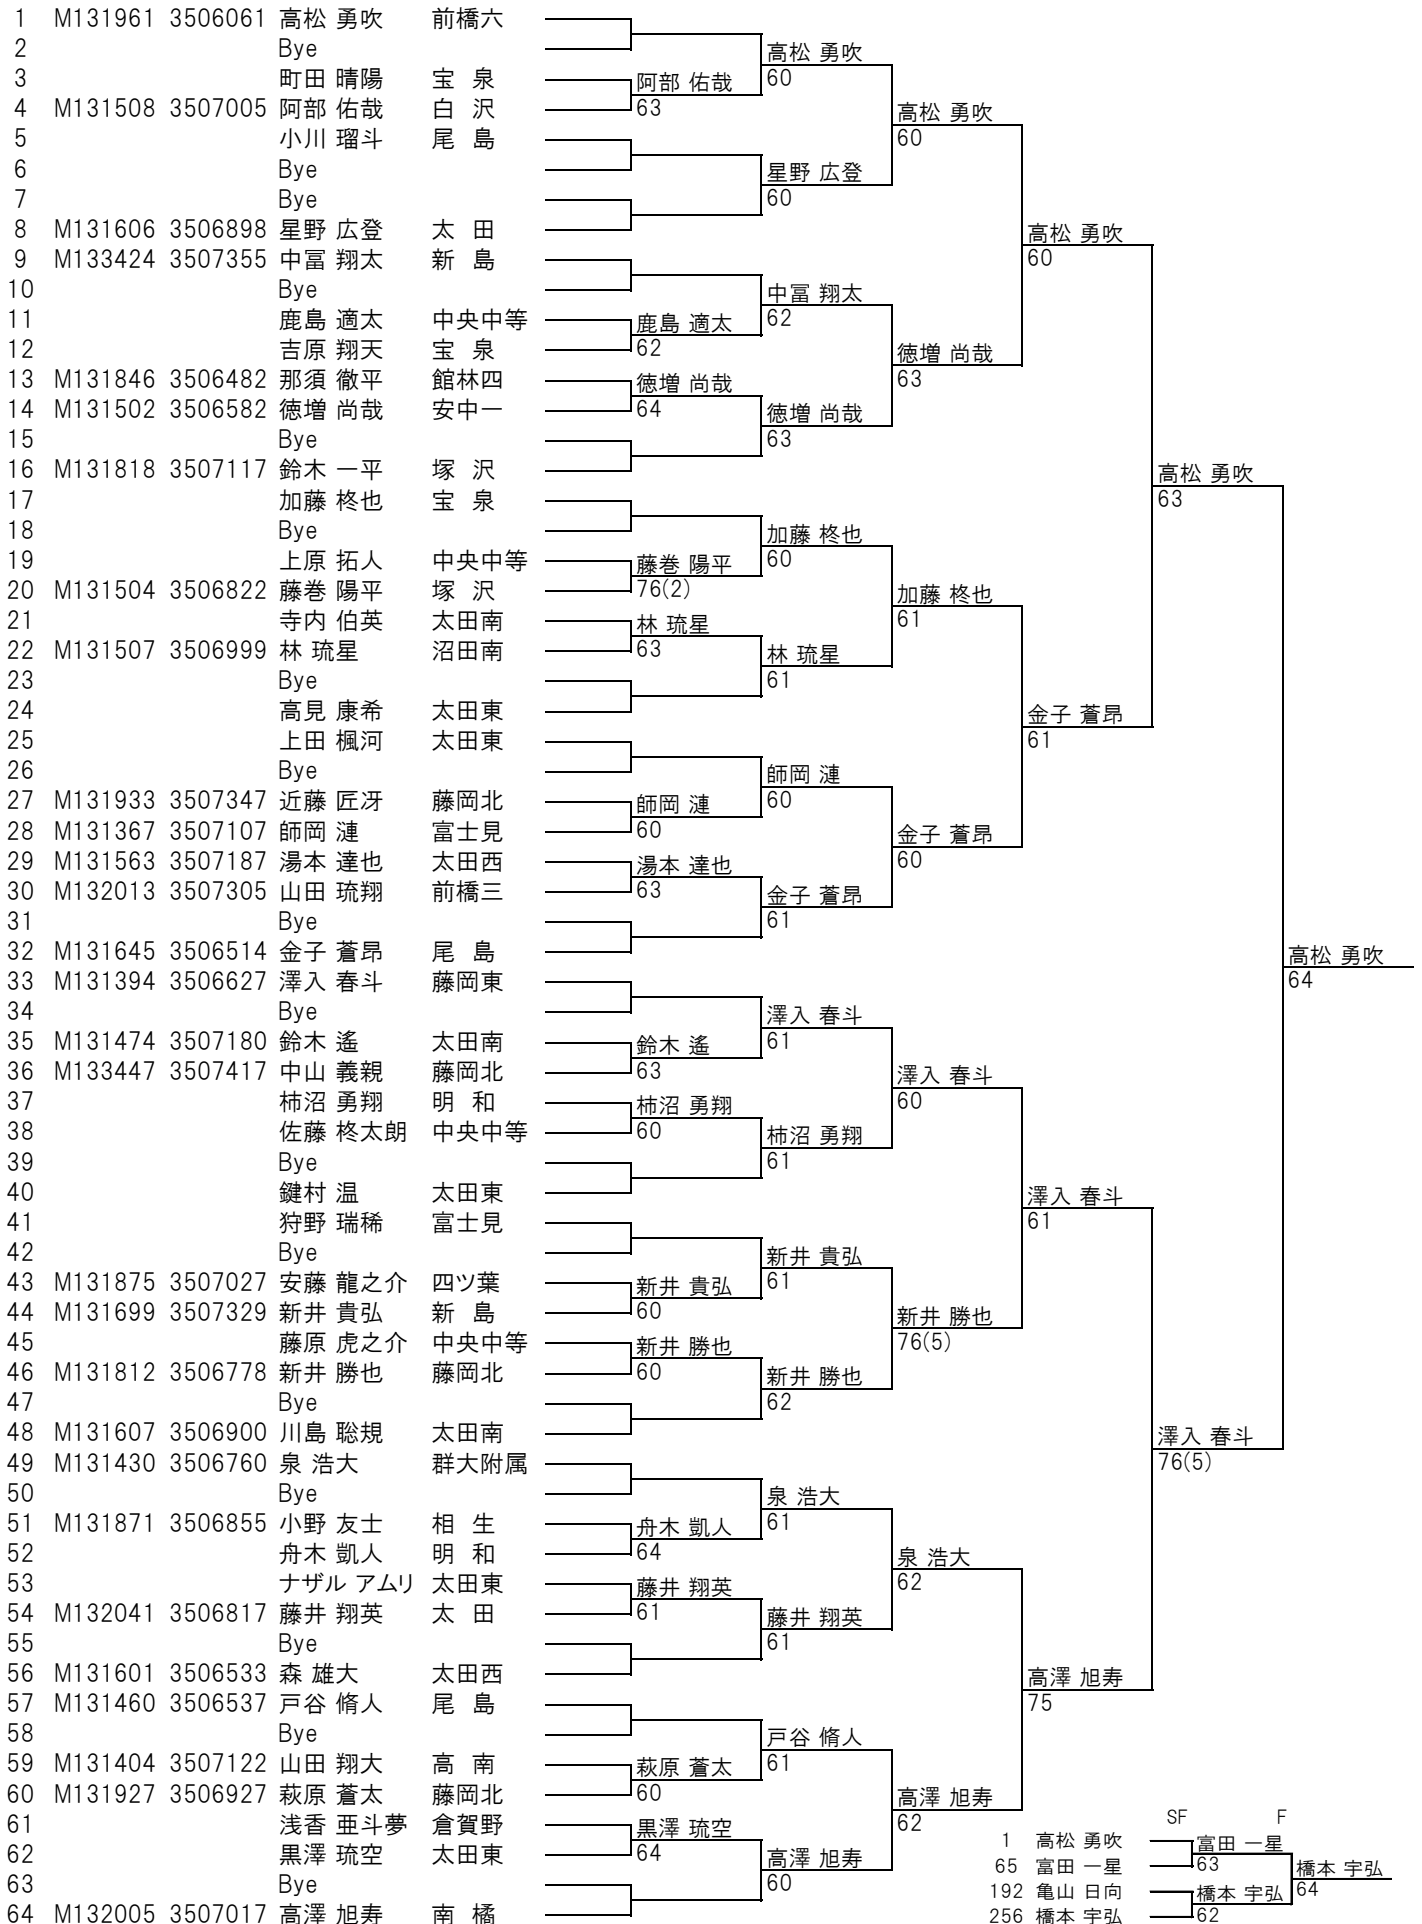 1 M131961 3506061 高松 勇吹 前橋六
2 Bye 高松 勇吹
3 町田 晴陽 宝 泉 阿部 佑哉 60
4 M131508 3507005 阿部 佑哉 白 沢 63 高松 勇吹
5 小川 瑠斗 尾 島 60
6 Bye 星野 広登
7 Bye 60
8 M131606 3506898 星野 広登 太 田 高松 勇吹
9 M133424 3507355 中冨 翔太 新 島 60
10 Bye 中冨 翔太
11 鹿島 適太 中央中等 鹿島 適太 62
12 吉原 翔天 宝 泉 62 徳増 尚哉
13 M131846 3506482 那須 徹平 館林四 徳増 尚哉 63
14 M131502 3506582 徳増 尚哉 安中一 64 徳増 尚哉
15 Bye 63
16 M131818 3507117 鈴木 一平 塚 沢 高松 勇吹
17 加藤 柊也 宝 泉 63
18 Bye 加藤 柊也
19 上原 拓人 中央中等 藤巻 陽平 60
20 M131504 3506822 藤巻 陽平 塚 沢 76(2) 加藤 柊也
21 寺内 伯英 太田南 林 琉星 61
22 M131507 3506999 林 琉星 沼田南 63 林 琉星
23 Bye 61
24 高見 康希 太田東 金子 蒼昂
25 上田 楓河 太田東 61
26 Bye 師岡 漣
27 M131933 3507347 近藤 匠冴 藤岡北 師岡 漣 60
28 M131367 3507107 師岡 漣 富士見 60 金子 蒼昂
29 M131563 3507187 湯本 達也 太田西 湯本 達也 60
30 M132013 3507305 山田 琉翔 前橋三 63 金子 蒼昂
31 Bye 61
32 M131645 3506514 金子 蒼昂 尾 島 高松 勇吹
33 M131394 3506627 澤入 春斗 藤岡東 64
34 Bye 澤入 春斗
35 M131474 3507180 鈴木 遙 太田南 鈴木 遙 61
36 M133447 3507417 中山 義親 藤岡北 63 澤入 春斗
37 柿沼 勇翔 明 和 柿沼 勇翔 60
38 佐藤 柊太朗 中央中等 60 柿沼 勇翔
39 Bye 61
40 鍵村 温 太田東 澤入 春斗
41 狩野 瑞稀 富士見 61
42 Bye 新井 貴弘
43 M131875 3507027 安藤 龍之介 四ツ葉 新井 貴弘 61
44 M131699 3507329 新井 貴弘 新 島 60 新井 勝也
45 藤原 虎之介 中央中等 新井 勝也 76(5)
46 M131812 3506778 新井 勝也 藤岡北 60 新井 勝也
47 Bye 62
48 M131607 3506900 川島 聡規 太田南 澤入 春斗
49 M131430 3506760 泉 浩大 群大附属 76(5)
50 Bye 泉 浩大
51 M131871 3506855 小野 友士 相 生 舟木 凱人 61
52 舟木 凱人 明 和 64 泉 浩大
53 ナザル アムリ 太田東 藤井 翔英 62
54 M132041 3506817 藤井 翔英 太 田 61 藤井 翔英
55 Bye 61
56 M131601 3506533 森 雄大 太田西 高澤 旭寿
57 M131460 3506537 戸谷 脩人 尾 島 75
58 Bye 戸谷 脩人
59 M131404 3507122 山田 翔大 高 南 萩原 蒼太 61
60 M131927 3506927 萩原 蒼太 藤岡北 60 高澤 旭寿
61 浅香 亜斗夢 倉賀野 黒澤 琉空 62 SF F
62 黒澤 琉空 太田東 64 高澤 旭寿 1 高松 勇吹 富田 一星
63 Bye 60 65 富田 一星 63 橋本 宇弘
192 亀山 日向 橋本 宇弘 64
64 M132005 3507017 高澤 旭寿 南 橘 256 橋本 宇弘 62